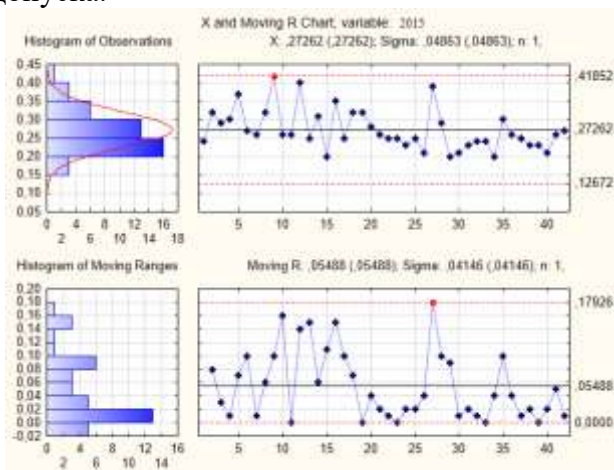 допуска.
X and Moving R Chart, variable: 2015
Histogram of Observations
X: ,27262 (,27262); Sigma: ,04863 (,04863); n: 1,
0.45
0.40
0.35
0.30
0.25
0.20
0.15
0.10
0.05
0 4 8 12 16
2 6 10 14 18
,41852
,27262
,12672
5 10 15 20 25 30 35 40
Histogram of Moving Ranges
Moving R: ,05488 (,05488); Sigma: ,04146 (,04146); n: 1,
0.20
0.18
0.16
0.14
0.12
0.10
0.08
0.06
0.04
0.02
0.00
-0.02
0 4 8 12 16
2 6 10 14
,17926
,05488
0.0000
5 10 15 20 25 30 35 40